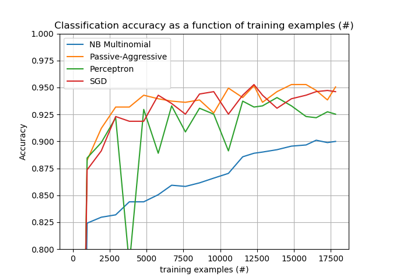 Classification accuracy as a function of training examples (#)
1.000
0.975
0.950
0.925
0.900
0.875
0.850
0.825
0.800
Accuracy
NB Multinomial
Passive-Aggressive
Perceptron
SGD
0 2500 5000 7500 10000 12500 15000 17500
training examples (#)